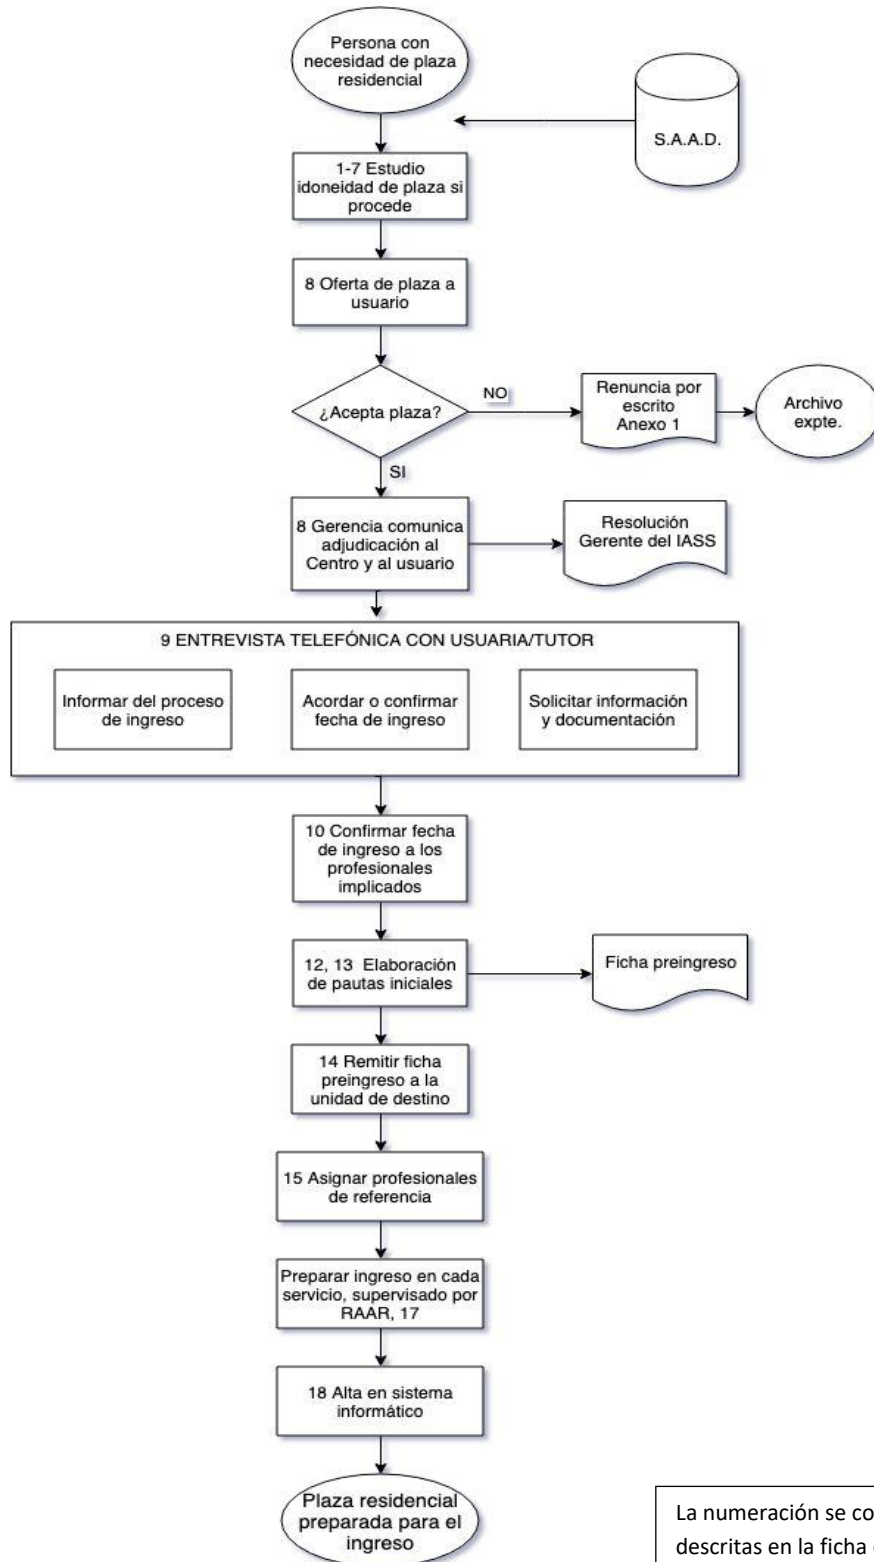 Persona con
necesidad de plaza
residencial
S.A.A.D.
1-7 Estudio
idoneidad de plaza si
procede
8 Oferta de plaza a
usuario
¿Acepta plaza?
NO
Renuncia por
escrito
Anexo 1
Archivo
expte.
SI
8 Gerencia comunica
adjudicación al
Centro y al usuario
Resolución
Gerente del IASS
9 ENTREVISTA TELEFÓNICA CON USUARIA/TUTOR
Informar del proceso
de ingreso
Acordar o confirmar
fecha de ingreso
Solicitar información
y documentación
10 Confirmar fecha
de ingreso a los
profesionales
implicados
12, 13 Elaboración
de pautas iniciales
Ficha preingreso
14 Remitir ficha
preingreso a la
unidad de destino
15 Asignar profesionales
de referencia
Preparar ingreso en cada
servicio, supervisado por
RAAR, 17
18 Alta en sistema
informático
Plaza residencial
preparada para el
ingreso
La numeración se co
descritas en la ficha